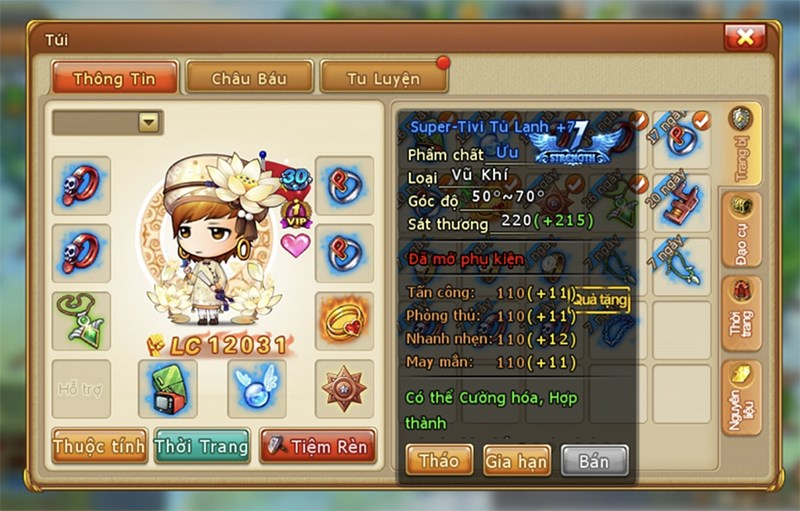 Túi
Thông Tin
Châu Báu
Tu Luyện
30
VIP
LC 12031
Hỗ trợ
Thuộc tính
Thời Trang
Tiệm Rèn
Super-Tivi Tủ Lạnh +7
7
STRENGTH
Phẩm chất Ưu
Loại Vũ Khí
Góc độ 50°~70°
Sát thương 220(+215)
Đã mở phụ kiện
Tấn công: 110(+11)
Quà tặng
Phòng thủ: 110(+11)
Nhanh nhẹn: 110(+12)
May mắn: 110(+11)
Có thể Cường hóa, Hợp
thành
Tháo
Gia hạn
Bán
17 ngày
20 ngày
7 ngày
Trang bị
Đạo cụ
Thời
trang
Nguyên
liệu